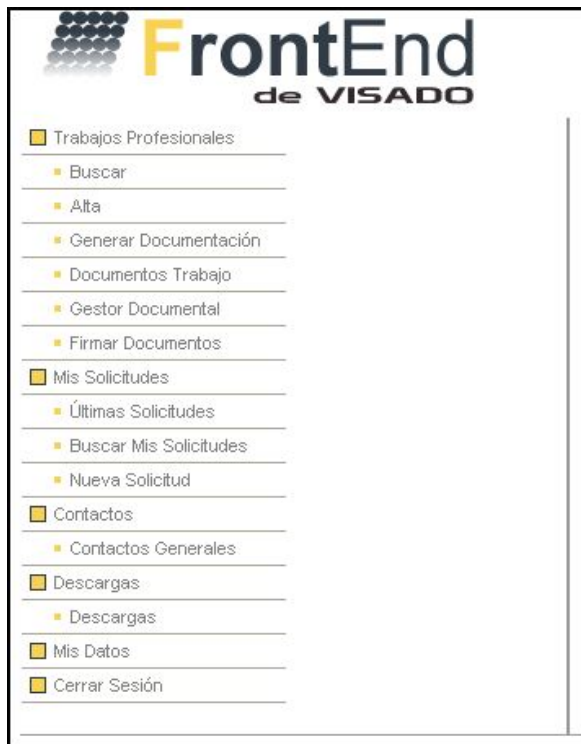 FrontEnd
de VISADO
Trabajos Profesionales
Buscar
Alta
Generar Documentación
Documentos Trabajo
Gestor Documental
Firmar Documentos
Mis Solicitudes
Últimas Solicitudes
Buscar Mis Solicitudes
Nueva Solicitud
Contactos
Contactos Generales
Descargas
Descargas
Mis Datos
Cerrar Sesión